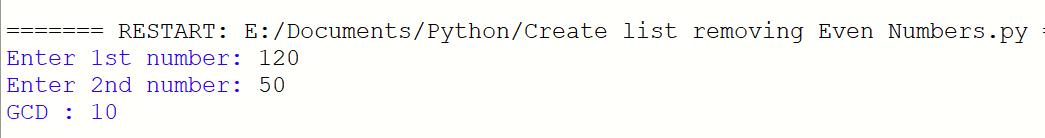 ======= RESTART: E:/Documents/Python/Create list removing Even Numbers.py =
Enter 1st number: 120
Enter 2nd number: 50
GCD : 10